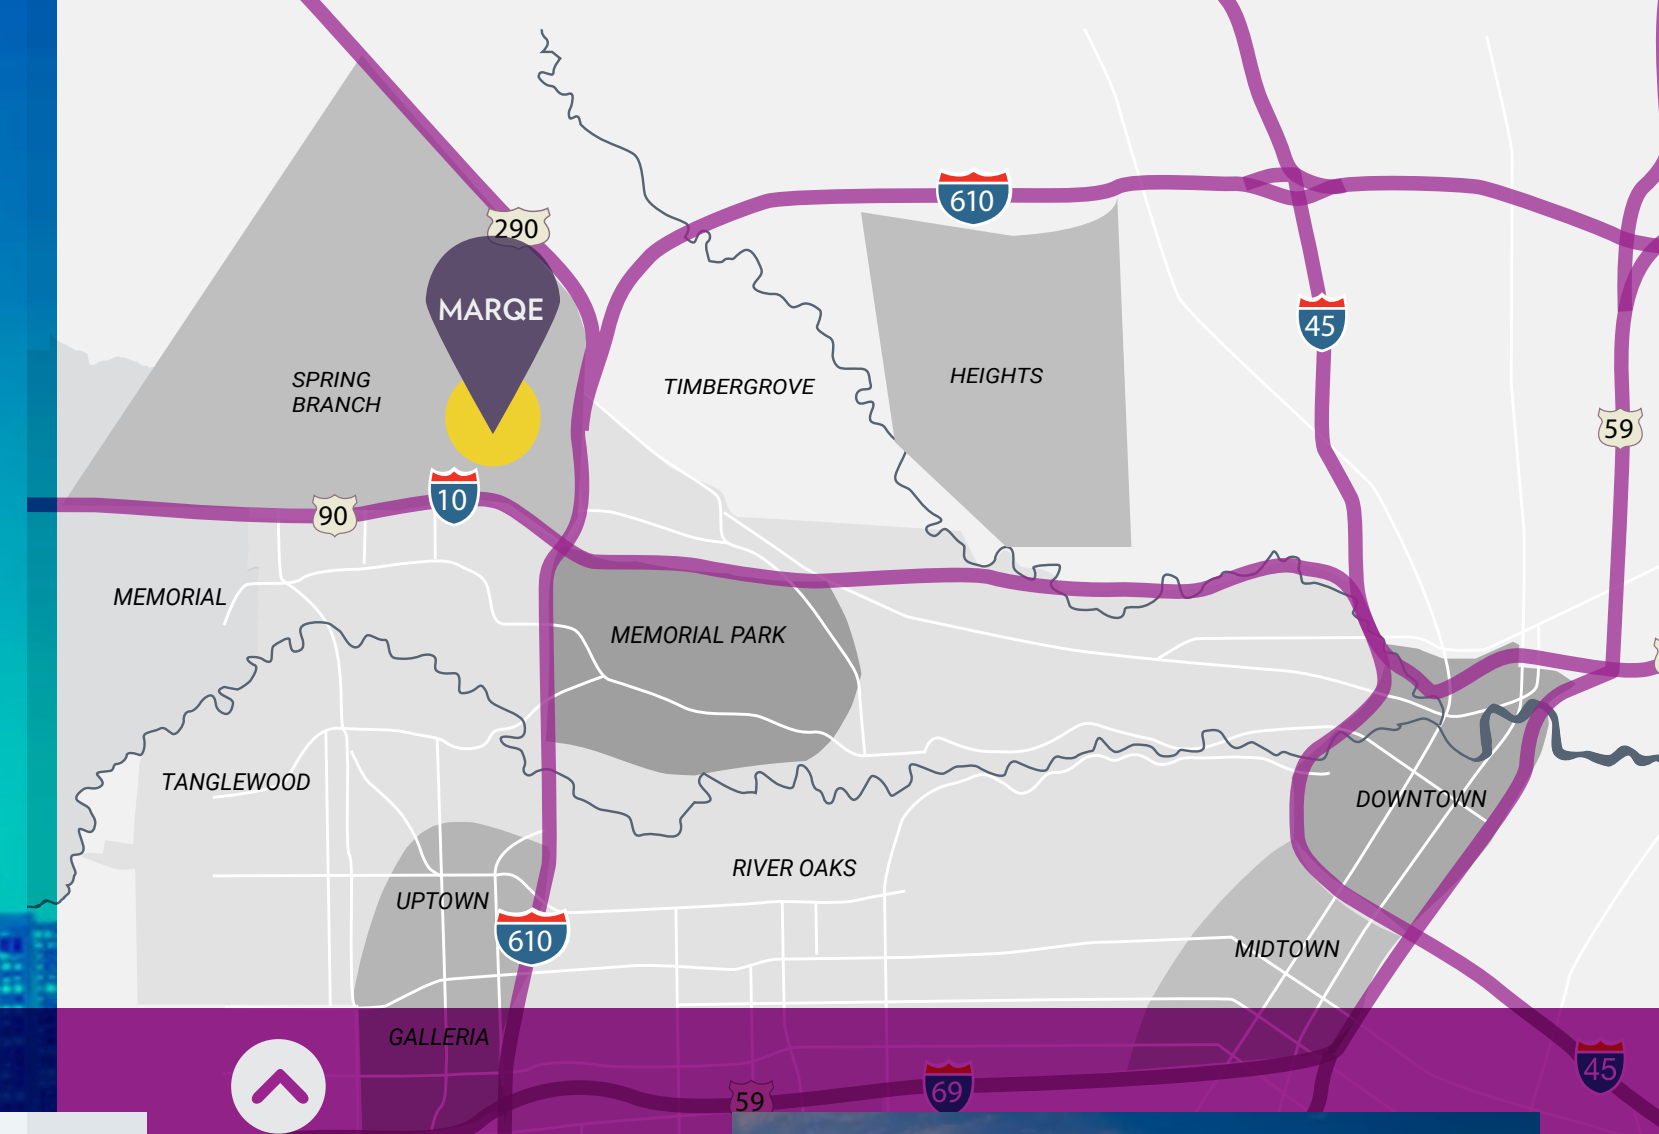 610
290
MARQE
45
SPRING
BRANCH
TIMBERGROVE
HEIGHTS
59
10
90
MEMORIAL
MEMORIAL PARK
TANGLEWOOD
DOWNTOWN
RIVER OAKS
UPTOWN
610
MIDTOWN
GALLERIA
45
69
59